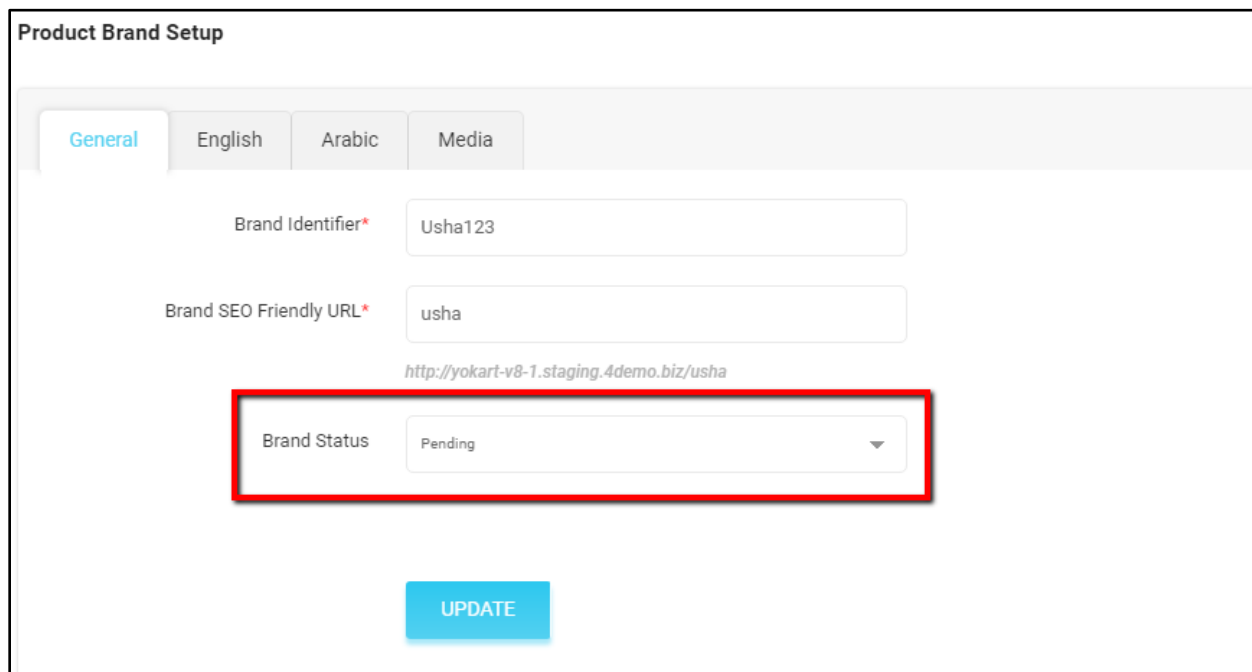 Product Brand Setup
General English Arabic Media
Brand Identifier* Usha123
Brand SEO Friendly URL* usha
http://yokart-v8-1.staging.4demo.biz/usha
Brand Status Pending
UPDATE